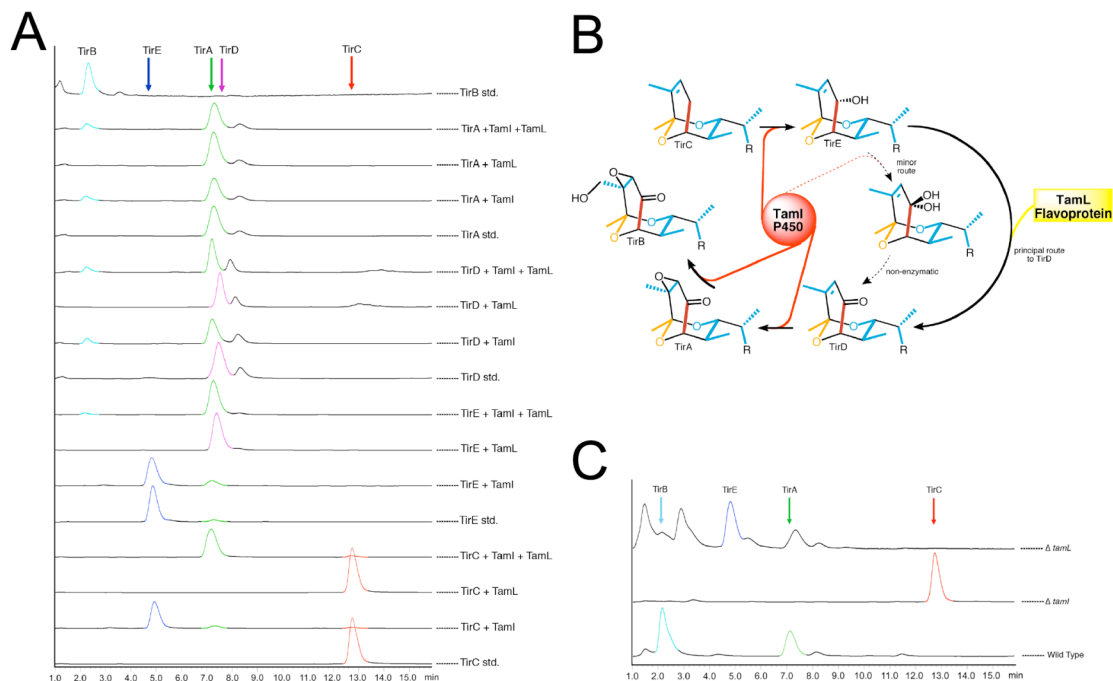 A
TirB
TirE
TirA
TirD
TirC
TirB std.
TirA +TamI +TamL
TirA + TamL
TirA + TamI
TirA std.
TirD + TamI + TamL
TirD + TamL
TirD + TamI
TirD std.
TirE + TamI + TamL
TirE + TamL
TirE + TamI
TirE std.
TirC + TamI + TamL
TirC + TamL
TirC + TamI
TirC std.
1.0 2.0 3.0 4.0 5.0 6.0 7.0 8.0 9.0 10.0 11.0 12.0 13.0 14.0 15.0 min
B
O
O
TirC
R
OH
O
O
TirE
R
minor
route
OH
OH
O
O
R
TamL
Flavoprotein
principal route
to TirD
TamI
P450
O
O
HO
O
O
TirB
R
non-enzymatic
O
O
O
O
TirA
R
O
O
O
TirD
R
C
TirB
TirE
TirA
TirC
Δ tamL
Δ tamI
Wild Type
1.0 2.0 3.0 4.0 5.0 6.0 7.0 8.0 9.0 10.0 11.0 12.0 13.0 14.0 15.0 min